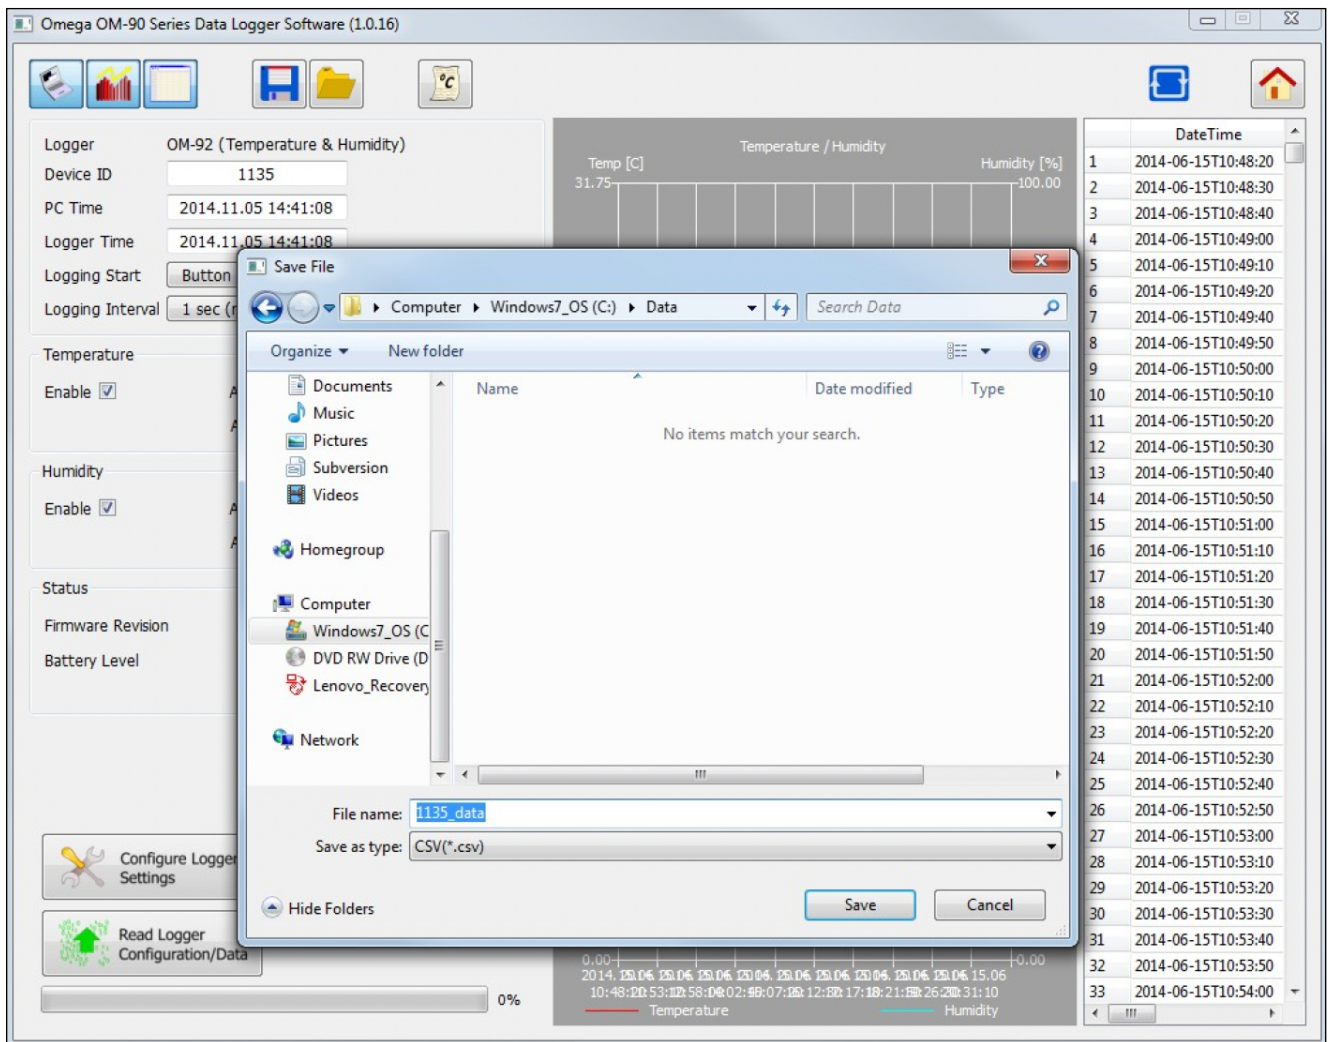 Omega OM-90 Series Data Logger Software (1.0.16)
°C
Logger OM-92 (Temperature & Humidity)
Device ID 1135
PC Time 2014.11.05 14:41:08
Logger Time 2014.11.05 14:41:08
Logging Start Button
Logging Interval 1 sec (
Temperature
Enable
Humidity
Enable
Status
Firmware Revision
Battery Level
Configure Logger
Settings
Read Logger
Configuration/Data
0%
Temperature / Humidity
Temp [C] Humidity [%]
31.75 100.00
Save File
Computer Windows7_OS (C:) Data
Search Data
Organize New folder
Documents
Music
Pictures
Subversion
Videos
Homegroup
Computer
Windows7_OS (C
DVD RW Drive (D
Lenovo_Recovery
Network
Name Date modified Type
No items match your search.
File name: 1135_data
Save as type: CSV(*.csv)
Hide Folders
Save Cancel
0.00 0.00
Temperature Humidity
DateTime
1 2014-06-15T10:48:20
2 2014-06-15T10:48:30
3 2014-06-15T10:48:40
4 2014-06-15T10:49:00
5 2014-06-15T10:49:10
6 2014-06-15T10:49:20
7 2014-06-15T10:49:40
8 2014-06-15T10:49:50
9 2014-06-15T10:50:00
10 2014-06-15T10:50:10
11 2014-06-15T10:50:20
12 2014-06-15T10:50:30
13 2014-06-15T10:50:40
14 2014-06-15T10:50:50
15 2014-06-15T10:51:00
16 2014-06-15T10:51:10
17 2014-06-15T10:51:20
18 2014-06-15T10:51:30
19 2014-06-15T10:51:40
20 2014-06-15T10:51:50
21 2014-06-15T10:52:00
22 2014-06-15T10:52:10
23 2014-06-15T10:52:20
24 2014-06-15T10:52:30
25 2014-06-15T10:52:40
26 2014-06-15T10:52:50
27 2014-06-15T10:53:00
28 2014-06-15T10:53:10
29 2014-06-15T10:53:20
30 2014-06-15T10:53:30
31 2014-06-15T10:53:40
32 2014-06-15T10:53:50
33 2014-06-15T10:54:00